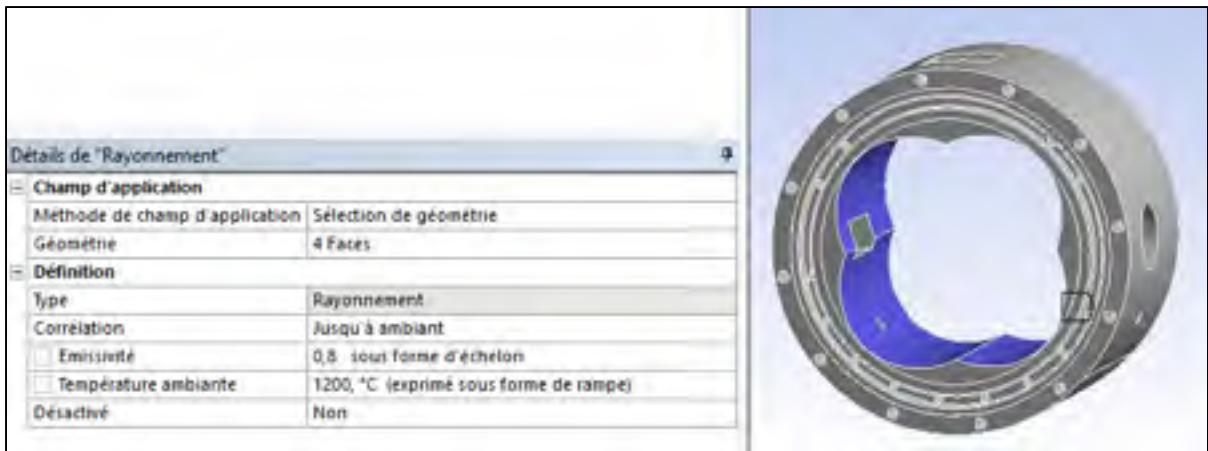 Détails de "Rayonnement"
Champ d'application
Méthode de champ d'application Sélection de géométrie
Géométrie 4 Faces
Définition
Type Rayonnement
Corrélation Jusqu'à ambiant
Emissivité 0,8 sous forme d'échelon
Température ambiante 1200, °C (exprimé sous forme de rampe)
Désactivé Non